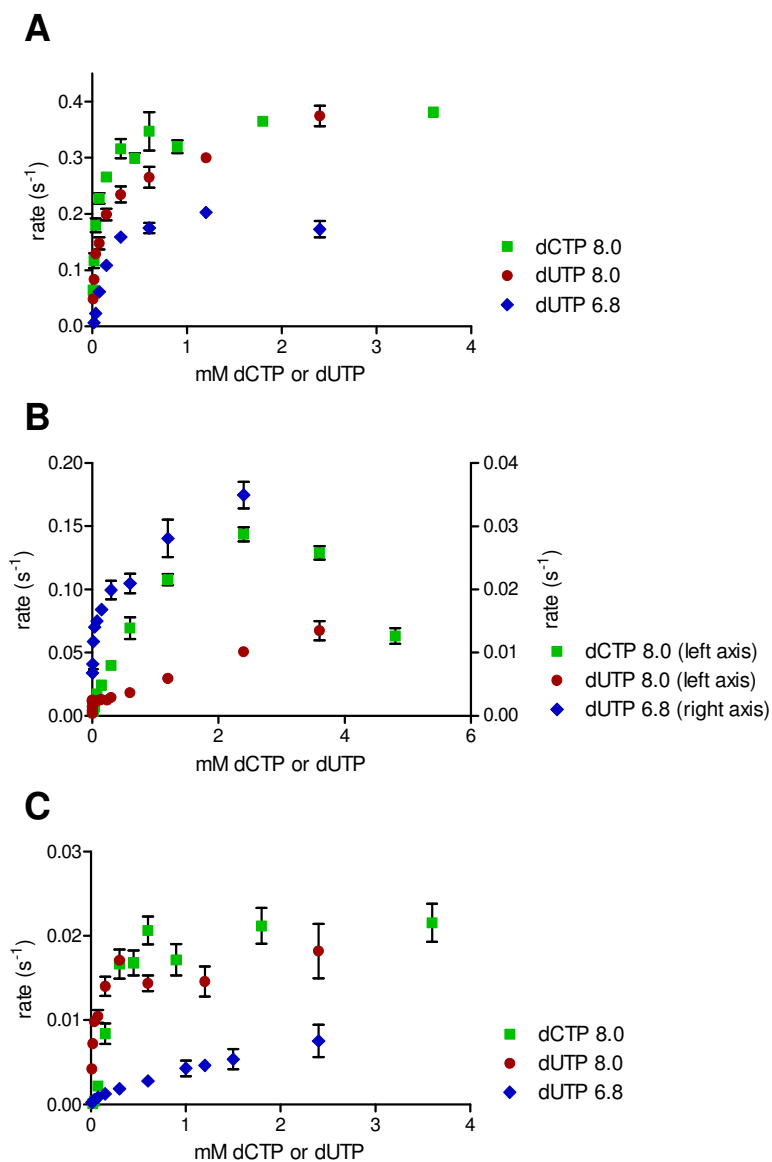 A
0.4
0.3
0.2
0.1
0.0
rate (s⁻¹)
0 1 2 3 4
mM dCTP or dUTP
dCTP 8.0
dUTP 8.0
dUTP 6.8
B
0.20
0.15
0.10
0.05
0.00
rate (s⁻¹)
0.04
0.03
0.02
0.01
0.00
rate (s⁻¹)
0 2 4 6
mM dCTP or dUTP
dCTP 8.0 (left axis)
dUTP 8.0 (left axis)
dUTP 6.8 (right axis)
C
0.03
0.02
0.01
0.00
rate (s⁻¹)
0 1 2 3 4
mM dCTP or dUTP
dCTP 8.0
dUTP 8.0
dUTP 6.8